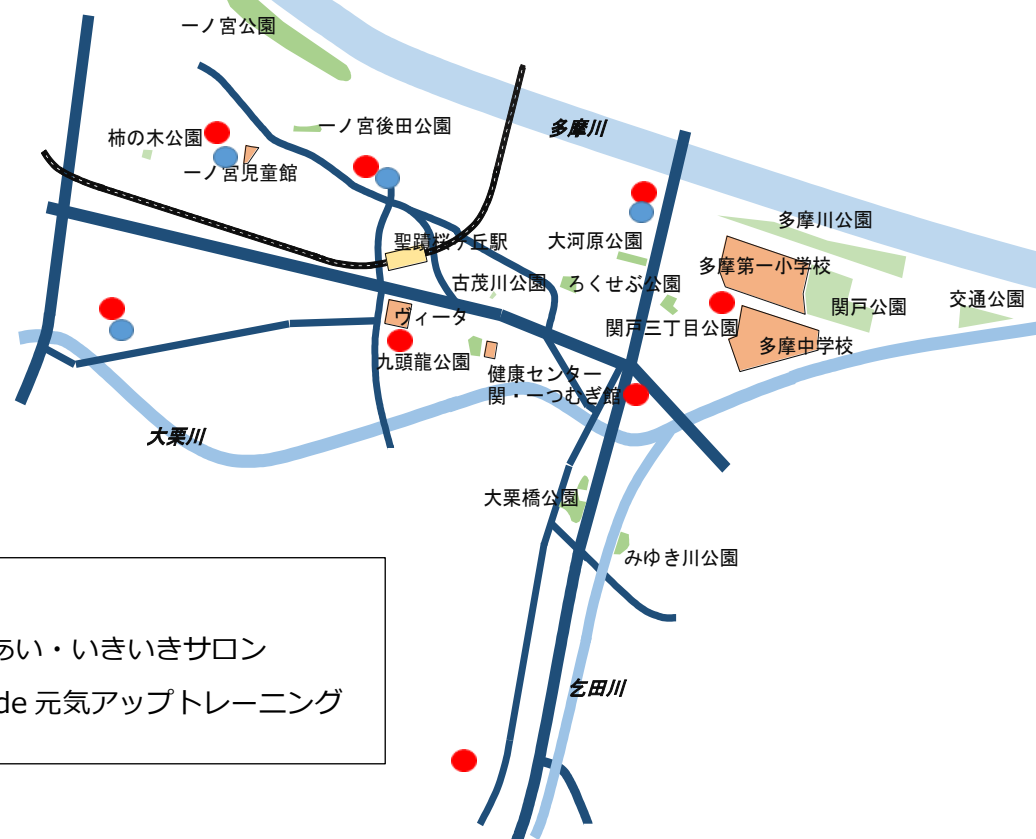 一ノ宮公園
一ノ宮後田公園
多摩川
柿の木公園
一ノ宮児童館
多摩川公園
聖蹟桜ヶ丘駅
大河原公園
多摩第一小学校
古茂川公園
ろくせぶ公園
交通公園
関戸公園
ヴィータ
関戸三丁目公園
多摩中学校
九頭龍公園
健康センター
関・一つむぎ館
大栗川
大栗橋公園
みゆき川公園
あい・いきいきサロン
乞田川
de 元気アップトレーニング